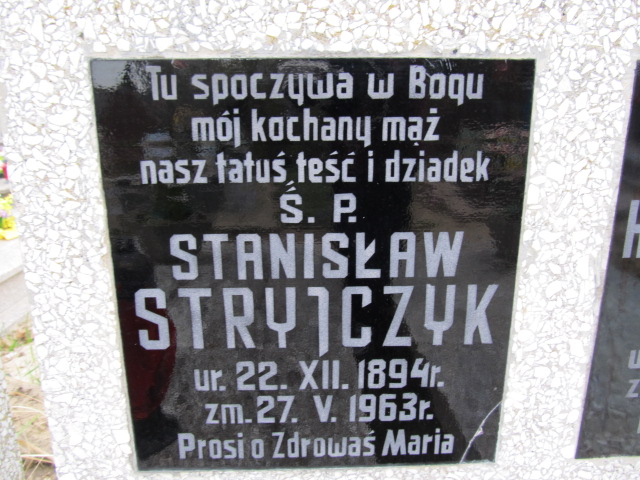 Tu spoczywa w Bogu
mój kochany mąż
nasz tatuś teść i dziadek
Ś. P.
STANISŁAW
STRYJCZYK
ur. 22. XII. 1894r.
zm. 27. V. 1963r.
Prosi o Zdrowaś Maria